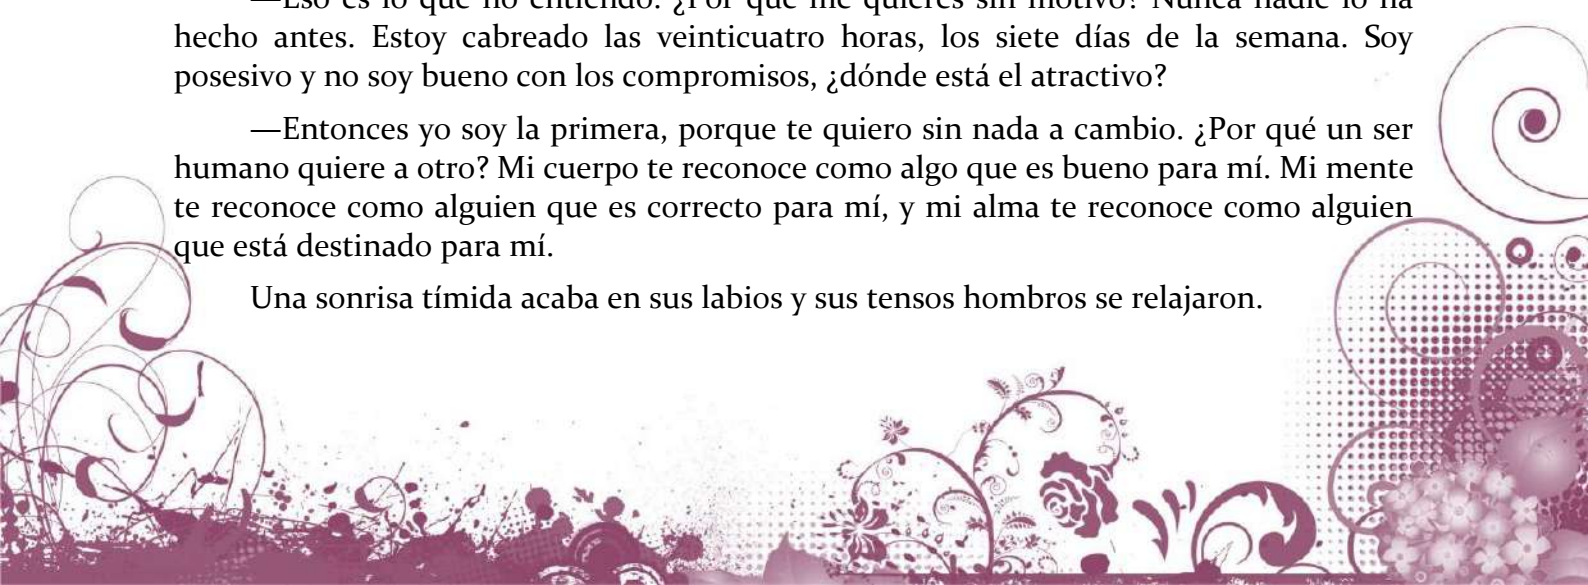 —Eso es lo que no entiendo. ¿Por qué me quieres sin motivo? Nunca nadie lo ha
hecho antes. Estoy cabreado las veinticuatro horas, los siete días de la semana. Soy
posesivo y no soy bueno con los compromisos, ¿dónde está el atractivo?
—Entonces yo soy la primera, porque te quiero sin nada a cambio. ¿Por qué un ser
humano quiere a otro? Mi cuerpo te reconoce como algo que es bueno para mí. Mi mente
te reconoce como alguien que es correcto para mí, y mi alma te reconoce como alguien
que está destinado para mí.
Una sonrisa tímida acaba en sus labios y sus tensos hombros se relajaron.